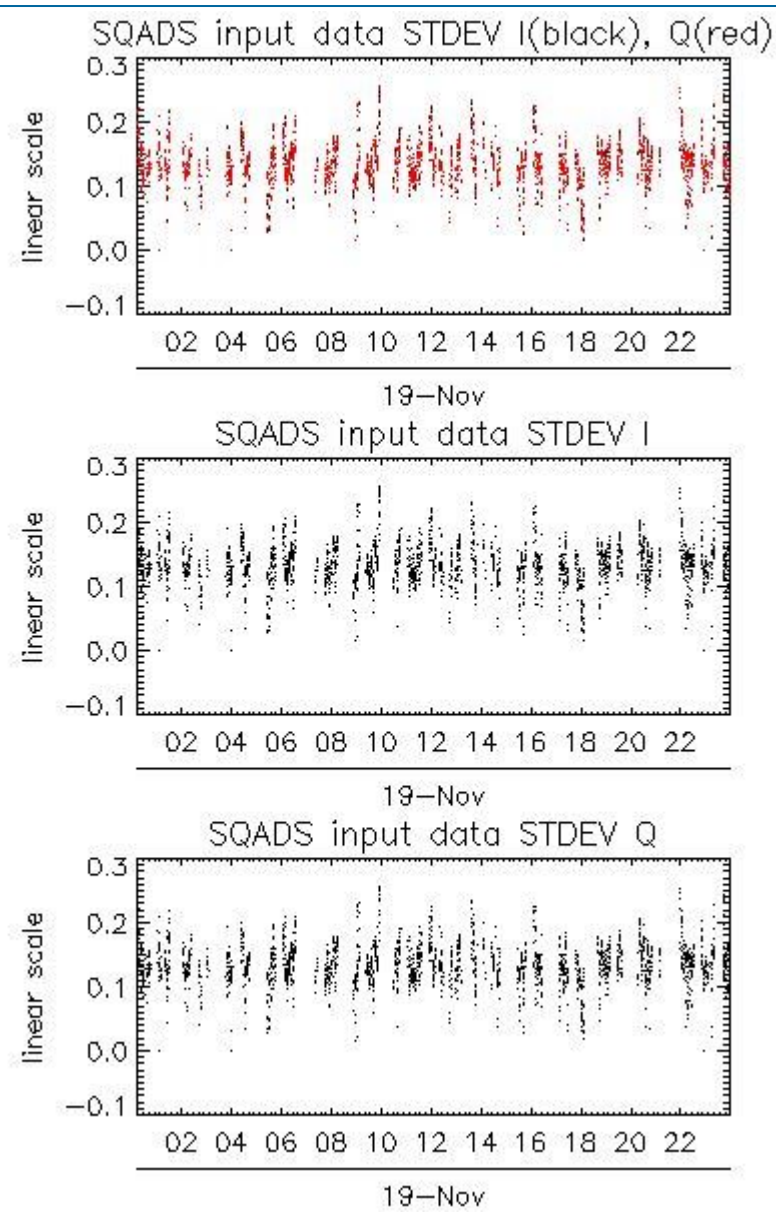 SQADS input data STDEV I(black), Q(red)
0.3
0.2
0.1
0.0
−0.1
linear scale
02 04 06 08 10 12 14 16 18 20 22
19−Nov
SQADS input data STDEV I
0.3
0.2
0.1
0.0
−0.1
linear scale
02 04 06 08 10 12 14 16 18 20 22
19−Nov
SQADS input data STDEV Q
0.3
0.2
0.1
0.0
−0.1
linear scale
02 04 06 08 10 12 14 16 18 20 22
19−Nov